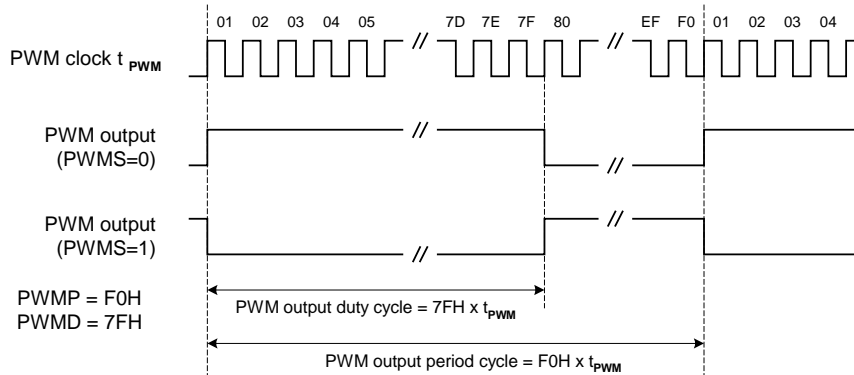 01 02 03 04 05 // 7D 7E 7F 80 // EF F0 01 02 03 04
PWM clock t PWM
PWM output
(PWMS=0)
// //
PWM output
(PWMS=1)
// //
PWMP = F0H
PWMD = 7FH
PWM output duty cycle = 7FH x tPWM
PWM output period cycle = F0H x tPWM